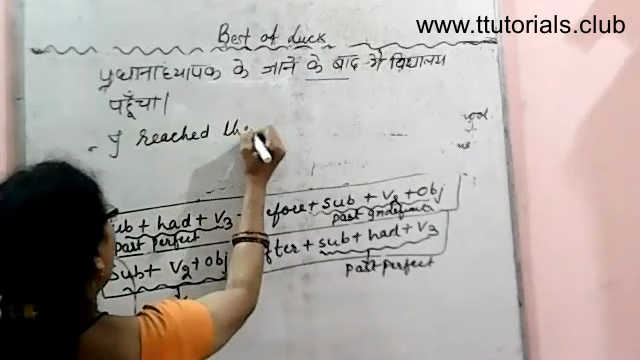 www.ttutorials.club
Best of Luck
प्रधानाध्यापक के जाने के बाद मैं विद्यालय
पहुँचा।
I reached the
sub + had + V3 before + sub + V2 + obj
Past Perfect Past Indefinite
Sub + V2 + Obj after + sub + had + V3
Past Perfect